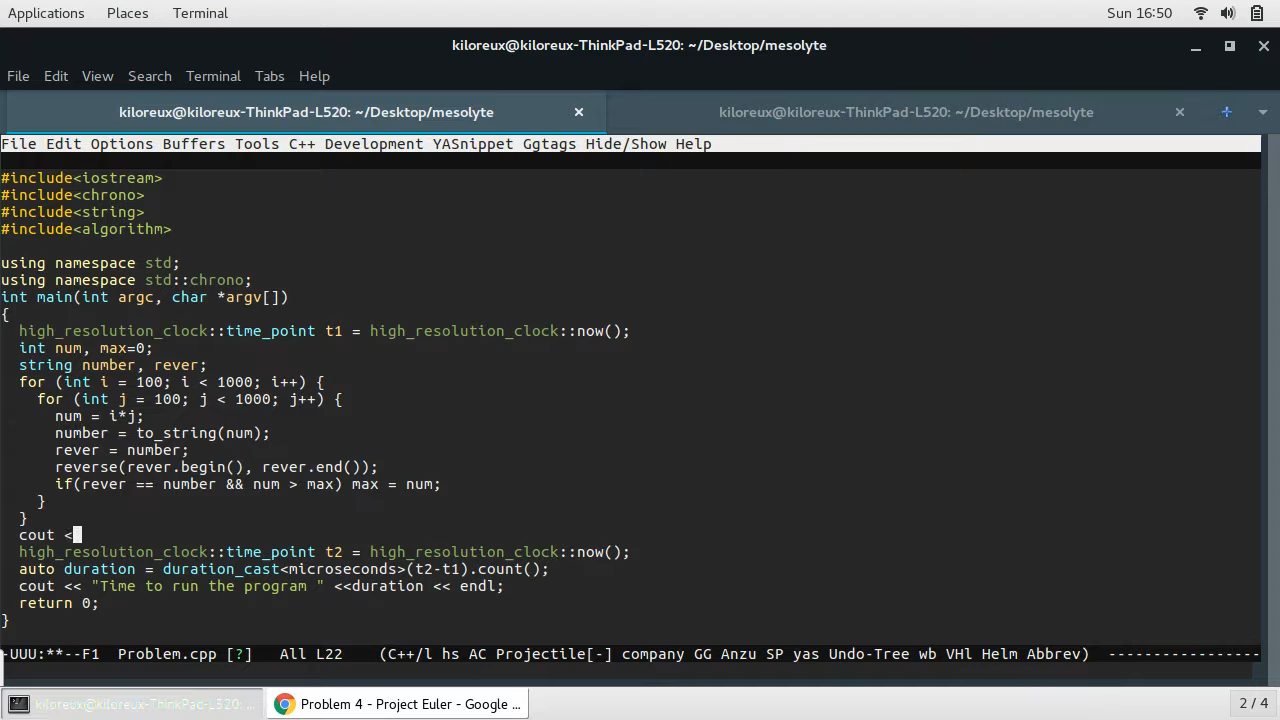 Applications Places Terminal Sun 16:50
kiloreux@kiloreux-ThinkPad-L520: ~/Desktop/mesolyte
File Edit View Search Terminal Tabs Help
kiloreux@kiloreux-ThinkPad-L520: ~/Desktop/mesolyte kiloreux@kiloreux-ThinkPad-L520: ~/Desktop/mesolyte
File Edit Options Buffers Tools C++ Development YASnippet Ggtags Hide/Show Help
#include<iostream>
#include<chrono>
#include<string>
#include<algorithm>
using namespace std;
using namespace std::chrono;
int main(int argc, char *argv[])
{
  high_resolution_clock::time_point t1 = high_resolution_clock::now();
  int num, max=0;
  string number, rever;
  for (int i = 100; i < 1000; i++) {
    for (int j = 100; j < 1000; j++) {
      num = i*j;
      number = to_string(num);
      rever = number;
      reverse(rever.begin(), rever.end());
      if(rever == number && num > max) max = num;
    }
  }
  cout <
  high_resolution_clock::time_point t2 = high_resolution_clock::now();
  auto duration = duration_cast<microseconds>(t2-t1).count();
  cout << "Time to run the program " <<duration << endl;
  return 0;
}
-UUU:**--F1 Problem.cpp [?] All L22 (C++/l hs AC Projectile[-] company GG Anzu SP yas Undo-Tree wb VHl Helm Abbrev) -----------------
kiloreux@kiloreux-ThinkPad-L520: ... Problem 4 - Project Euler - Google ... 2 / 4